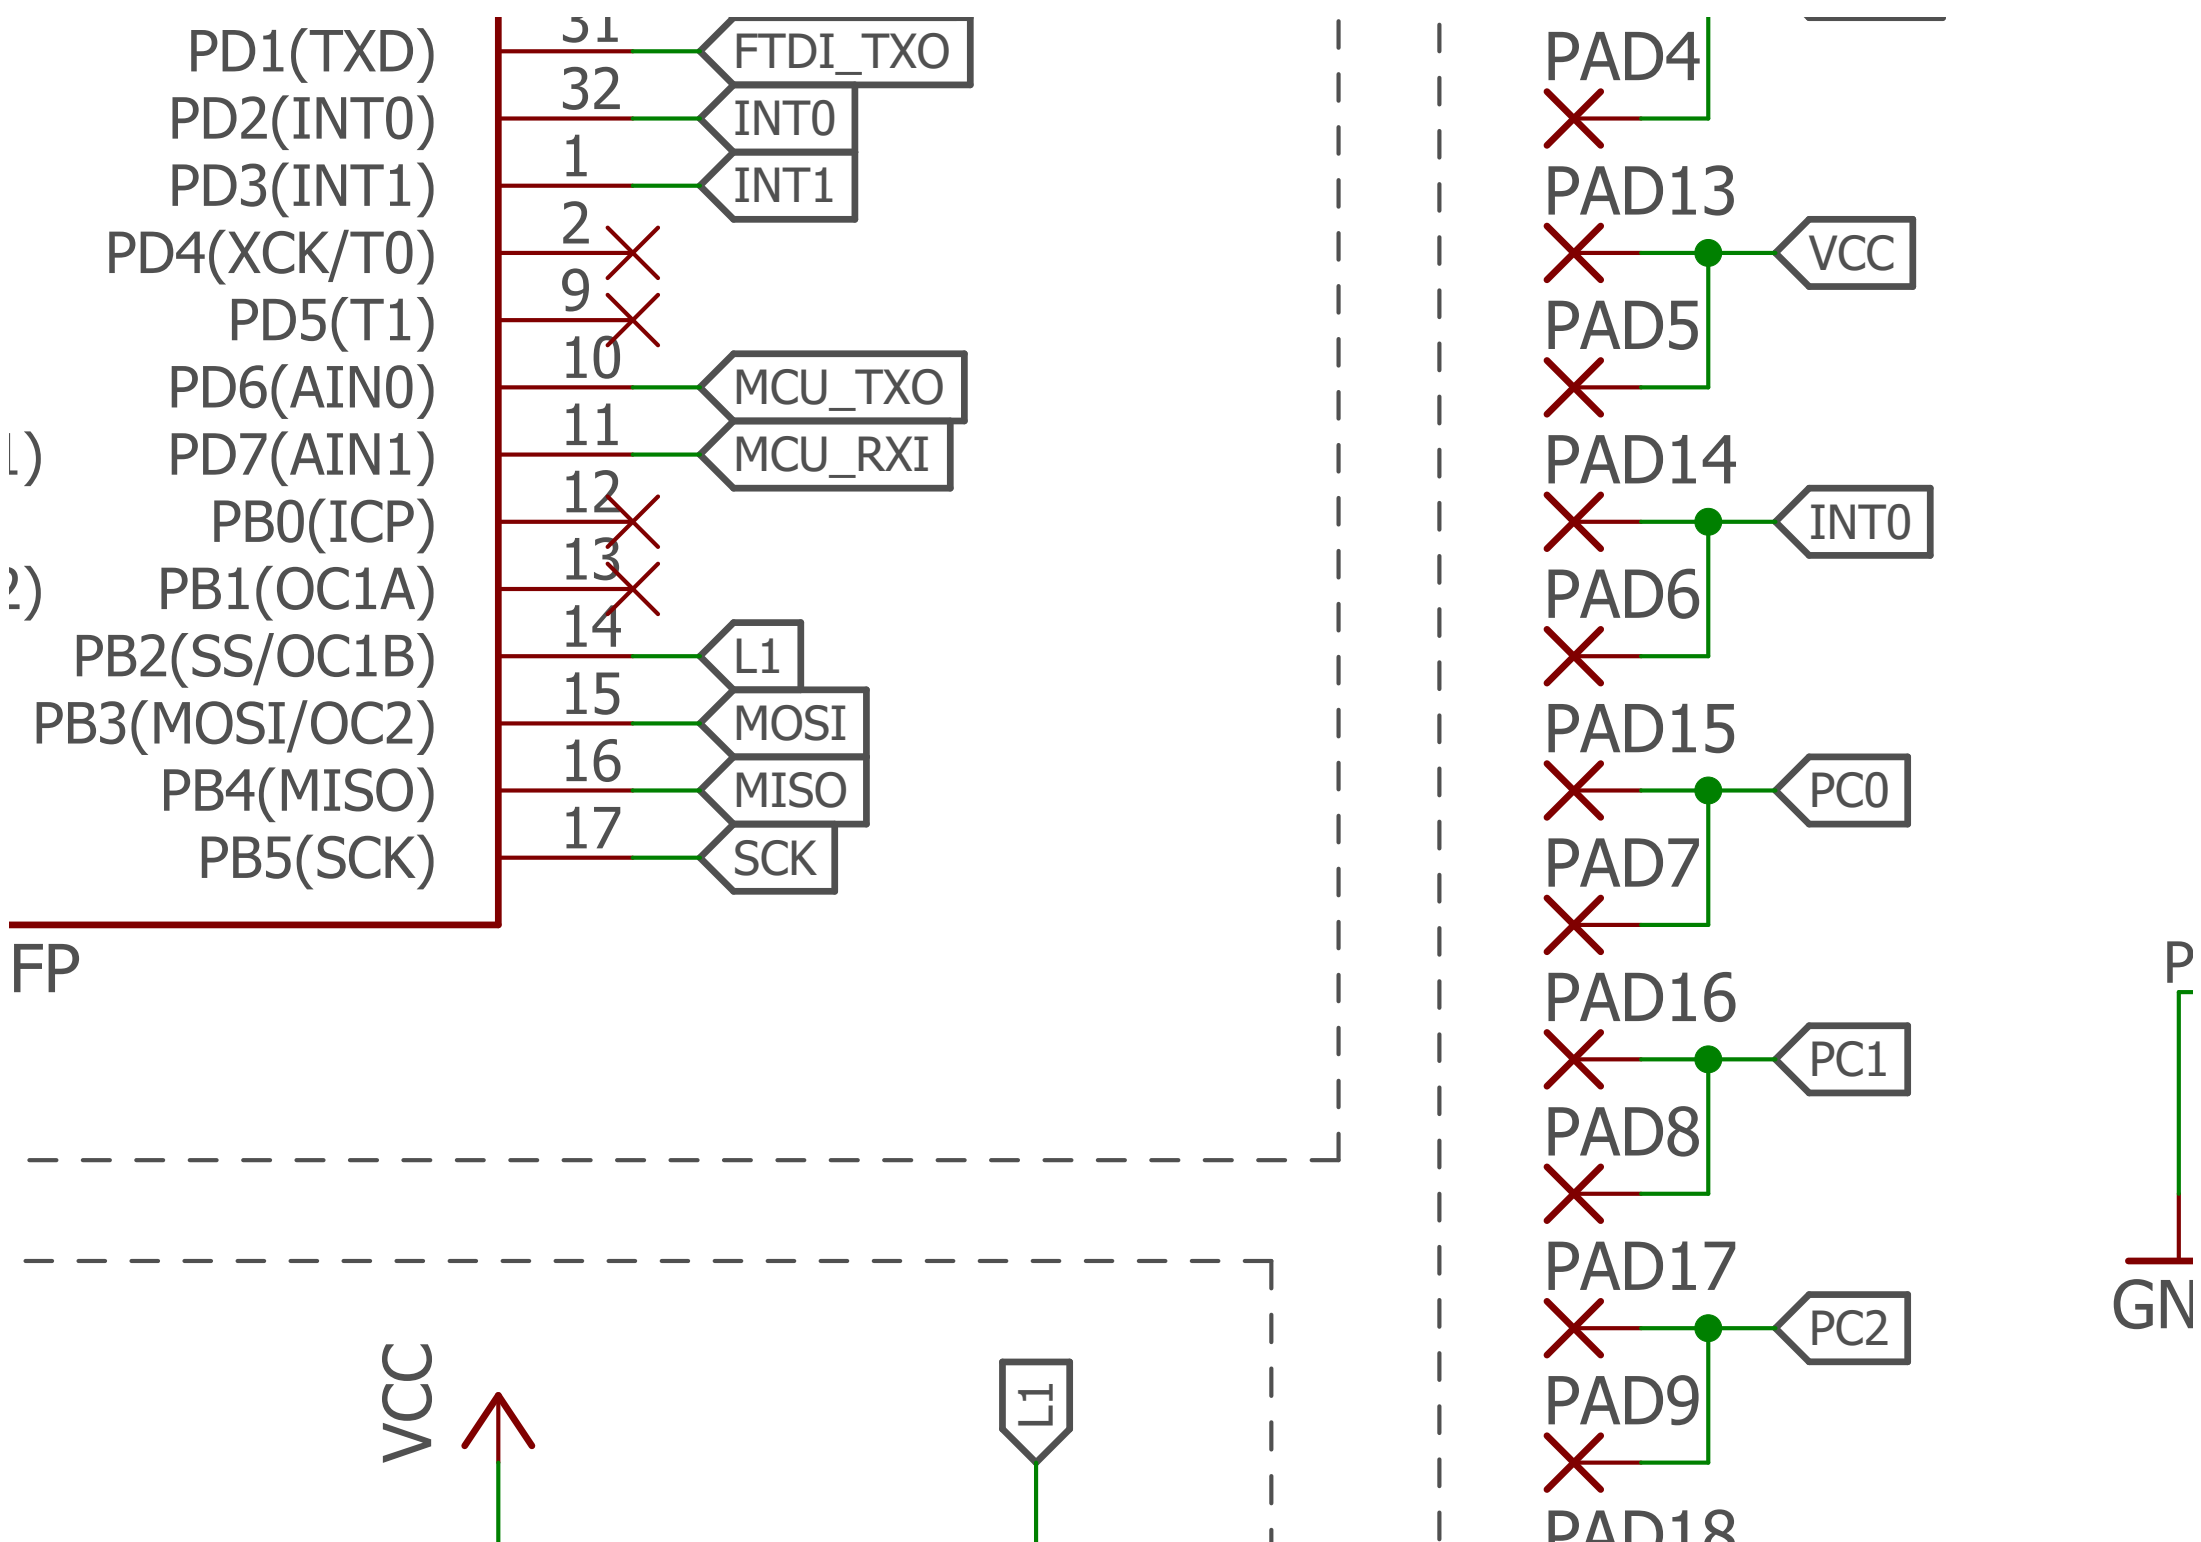 PD1(TXD) 31 FTDI_TXO
PD2(INT0) 32 INT0
PD3(INT1) 1 INT1
PD4(XCK/T0) 2
PD5(T1) 9
PD6(AIN0) 10 MCU_TXO
PD7(AIN1) 11 MCU_RXI
PB0(ICP) 12
PB1(OC1A) 13
PB2(SS/OC1B) 14 L1
PB3(MOSI/OC2) 15 MOSI
PB4(MISO) 16 MISO
PB5(SCK) 17 SCK
FP
VCC
L1
PAD4
PAD13
VCC
PAD5
PAD14
INT0
PAD6
PAD15
PC0
PAD7
PAD16
PC1
PAD8
PAD17
PC2
PAD9
PAD18
P
GN